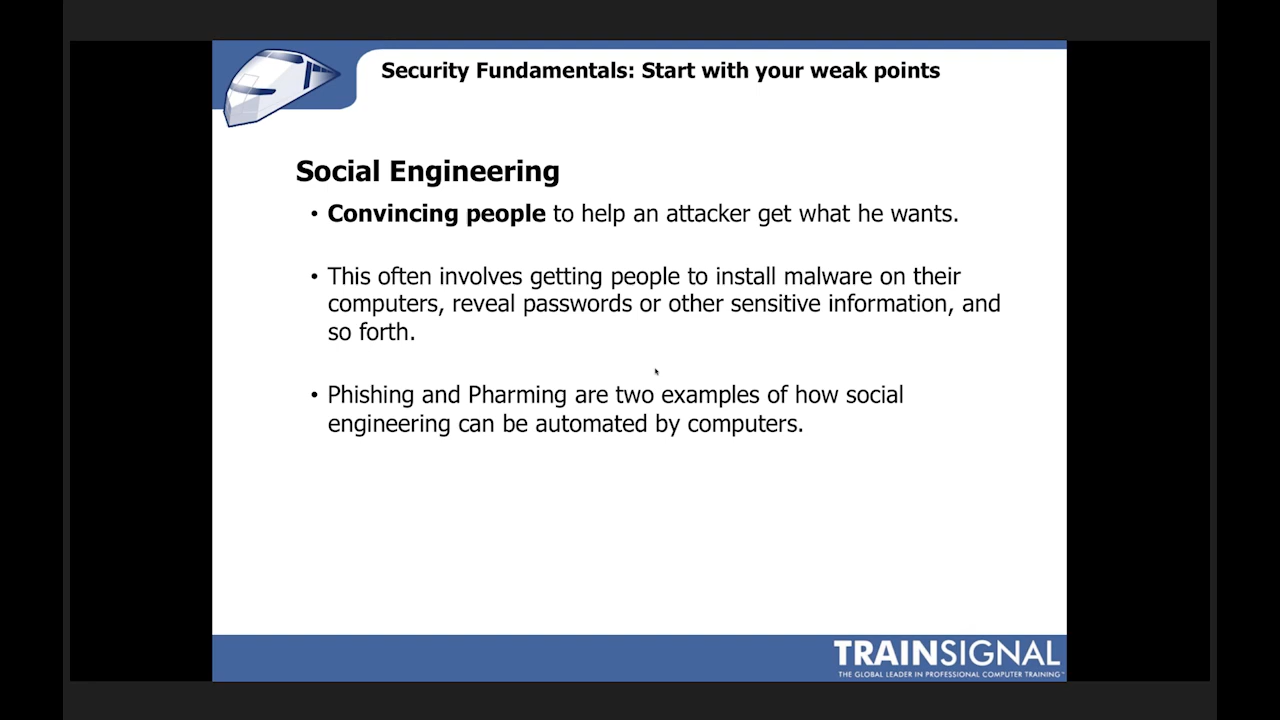 Security Fundamentals: Start with your weak points
Social Engineering
• Convincing people to help an attacker get what he wants.
• This often involves getting people to install malware on their
computers, reveal passwords or other sensitive information, and
so forth.
• Phishing and Pharming are two examples of how social
engineering can be automated by computers.
TRAINSIGNAL
THE GLOBAL LEADER IN PROFESSIONAL COMPUTER TRAINING